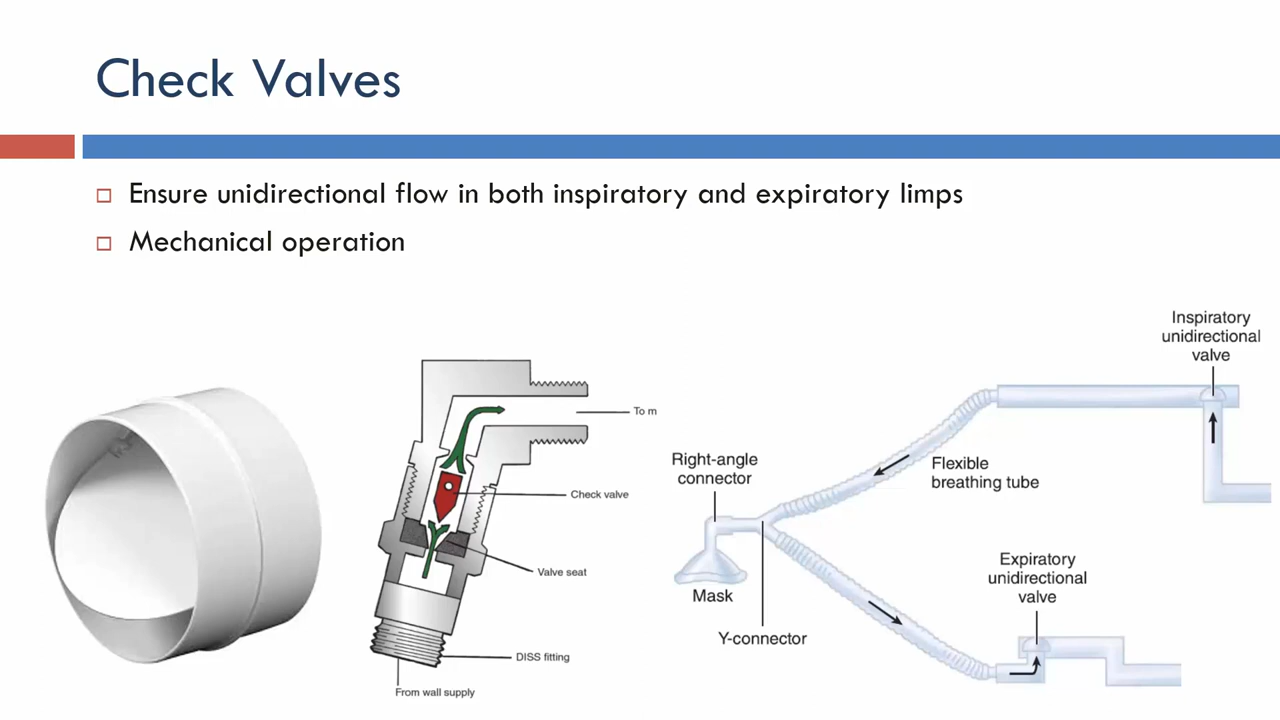 Check Valves
Ensure unidirectional flow in both inspiratory and expiratory limps
Mechanical operation
To m
Check valve
Valve seat
DISS fitting
From wall supply
Inspiratory
unidirectional
valve
Right-angle
connector
Flexible
breathing tube
Mask
Y-connector
Expiratory
unidirectional
valve